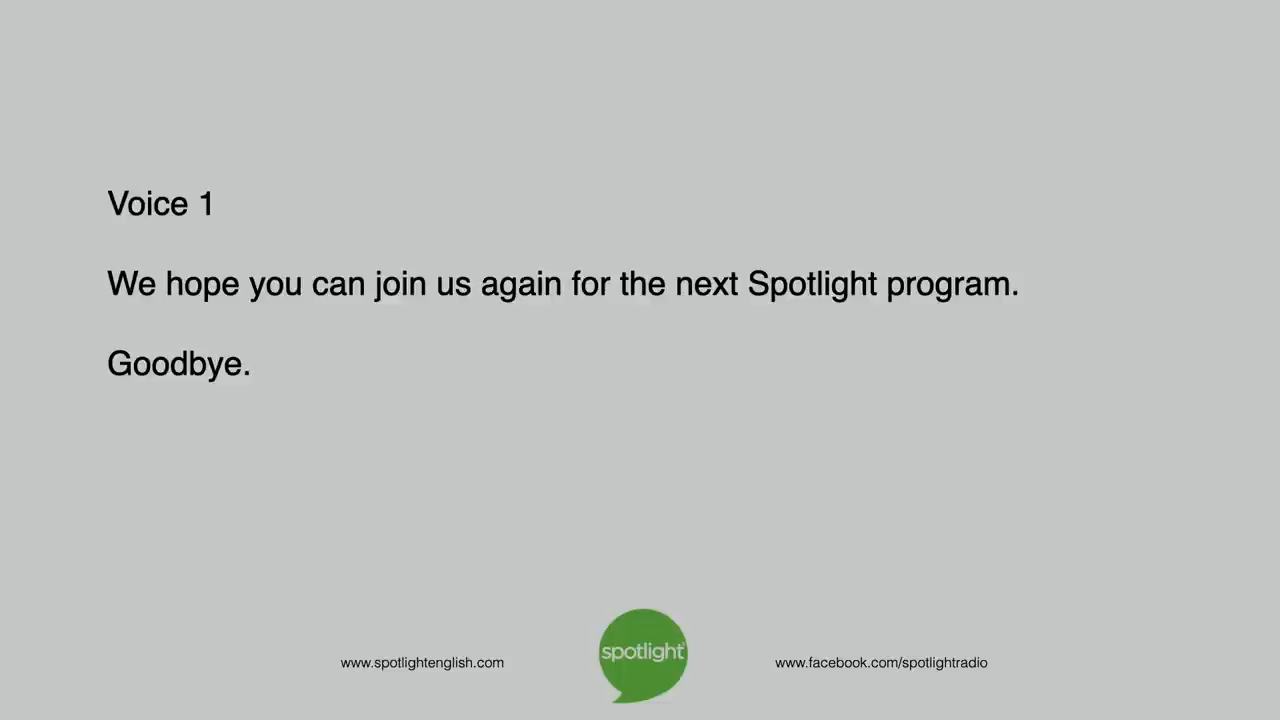 Voice 1
We hope you can join us again for the next Spotlight program.
Goodbye.
www.spotlightenglish.com
spotlight
www.facebook.com/spotlightradio